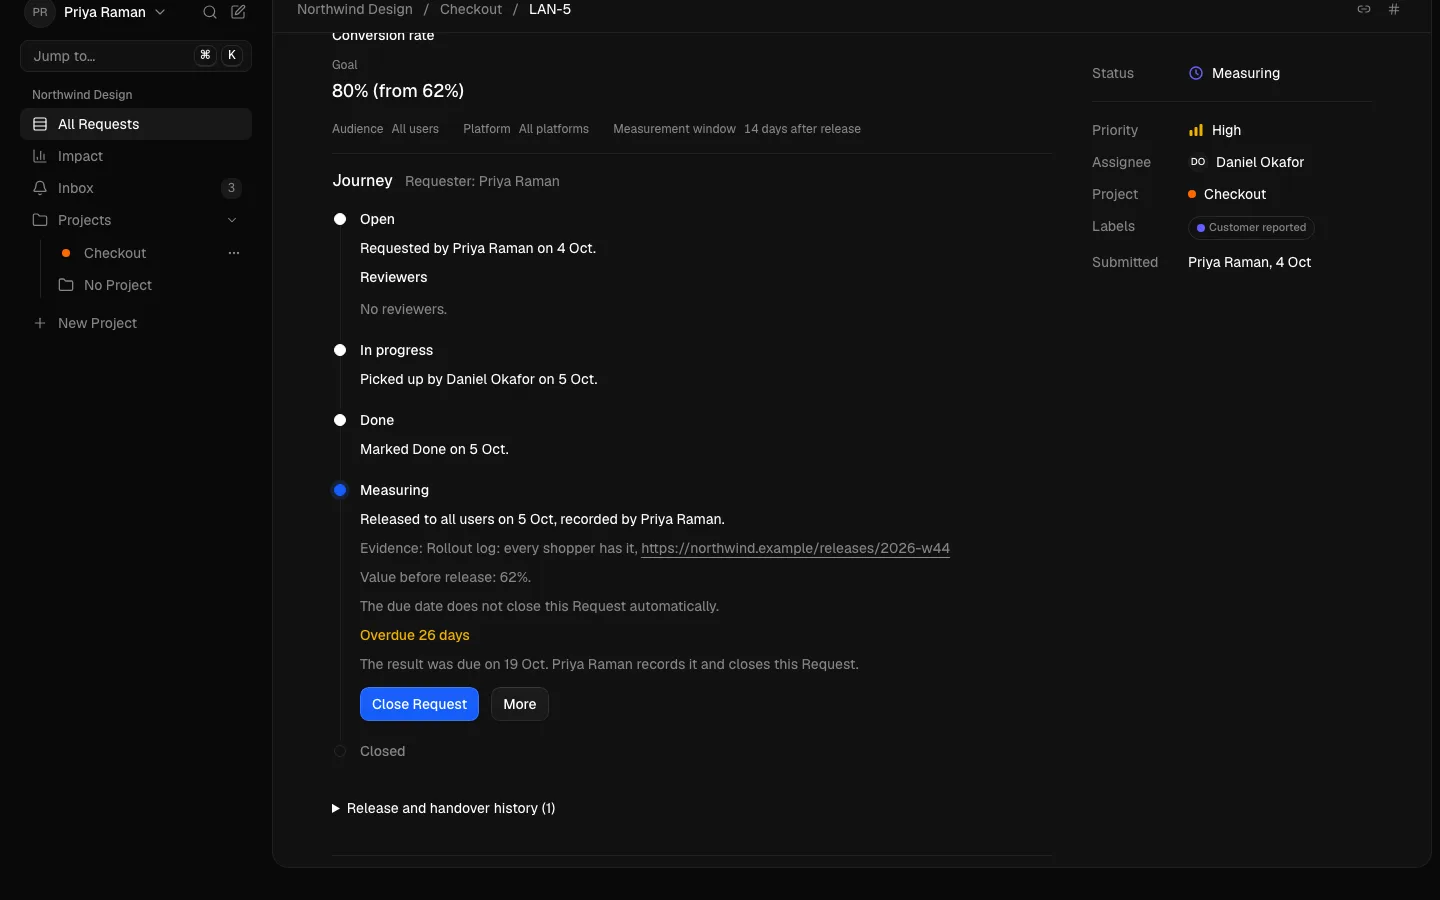 PR Priya Raman
Jump to... ⌘ K
Northwind Design
All Requests
Impact
Inbox 3
Projects
Checkout ...
No Project
+ New Project
Northwind Design / Checkout / LAN-5 #
Conversion rate
Goal
80% (from 62%)
Audience All users Platform All platforms Measurement window 14 days after release
Journey Requester: Priya Raman
Open
Requested by Priya Raman on 4 Oct.
Reviewers
No reviewers.
In progress
Picked up by Daniel Okafor on 5 Oct.
Done
Marked Done on 5 Oct.
Measuring
Released to all users on 5 Oct, recorded by Priya Raman.
Evidence: Rollout log: every shopper has it, https://northwind.example/releases/2026-w44
Value before release: 62%.
The due date does not close this Request automatically.
Overdue 26 days
The result was due on 19 Oct. Priya Raman records it and closes this Request.
Close Request More
Closed
Release and handover history (1)
Status Measuring
Priority High
Assignee DO Daniel Okafor
Project Checkout
Labels Customer reported
Submitted Priya Raman, 4 Oct